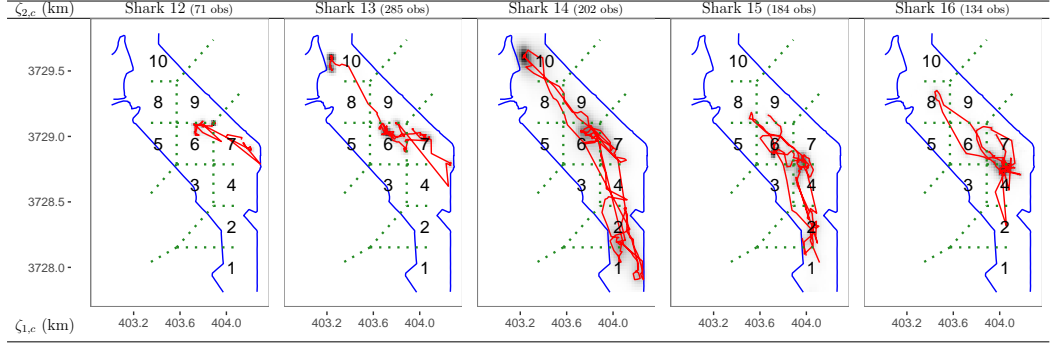 ζ2,c (km) Shark 12 (71 obs) Shark 13 (285 obs) Shark 14 (202 obs) Shark 15 (184 obs) Shark 16 (134 obs)
10 10 10
3729.5
8 9 8 9 8 9 8 9 8 9
3729.0
5 6 7 5 6 7 5 6 7 5 6 7 5 6 7
3 4 3 4 3 4 3 4 3 4
3728.5
2 2 2 2 2
3728.0
1 1 1 1 1
ζ1,c (km)
403.2 403.6 404.0 403.2 403.6 404.0 403.2 403.6 404.0 403.2 403.6 404.0 403.2 403.6 404.0